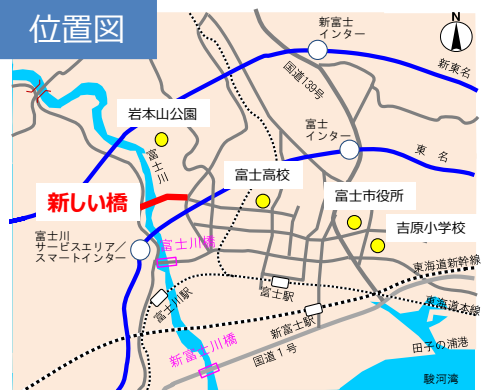 位置図
N
新富士
インター
新東名
国道139号
岩本山公園
富士川
富士
インター
東名
富士高校
新しい橋
富士市役所
吉原小学校
富士川
サービスエリア／
スマートインター
富士川橋
東海道新幹線
富士川駅
富士駅
東海道本線
新富士駅
新富士川橋
国道１号
田子の浦港
駿河湾